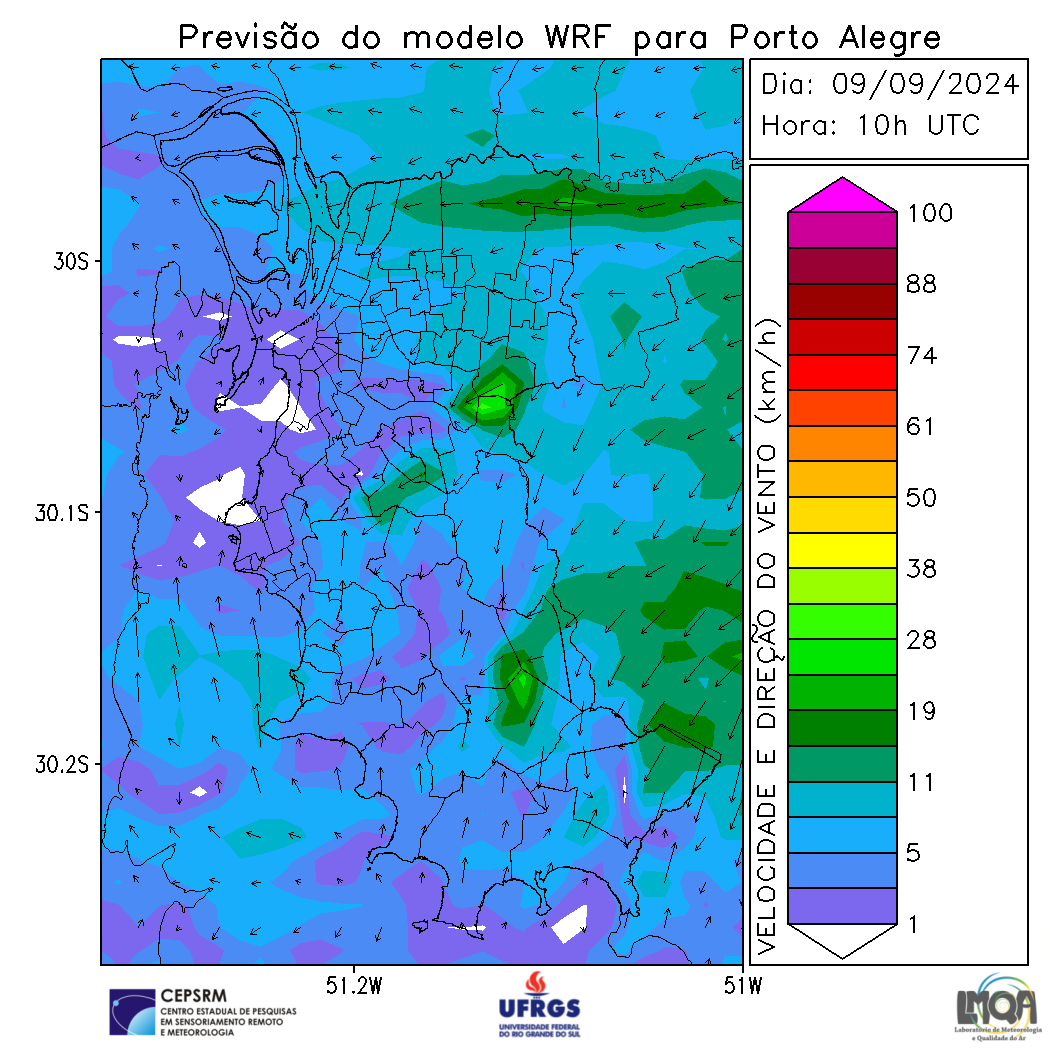 Previsão do modelo WRF para Porto Alegre
Dia: 09/09/2024
Hora: 10h UTC
30S
30.1S
30.2S
51.2W
51W
VELOCIDADE E DIREÇÃO DO VENTO (km/h)
100
88
74
61
50
38
28
19
11
5
1
CEPSRM
CENTRO ESTADUAL DE PESQUISAS
EM SENSORIAMENTO REMOTO
E METEOROLOGIA
UFRGS
UNIVERSIDADE FEDERAL
DO RIO GRANDE DO SUL
LMQA
Laboratório de Meteorologia
e Qualidade do Ar